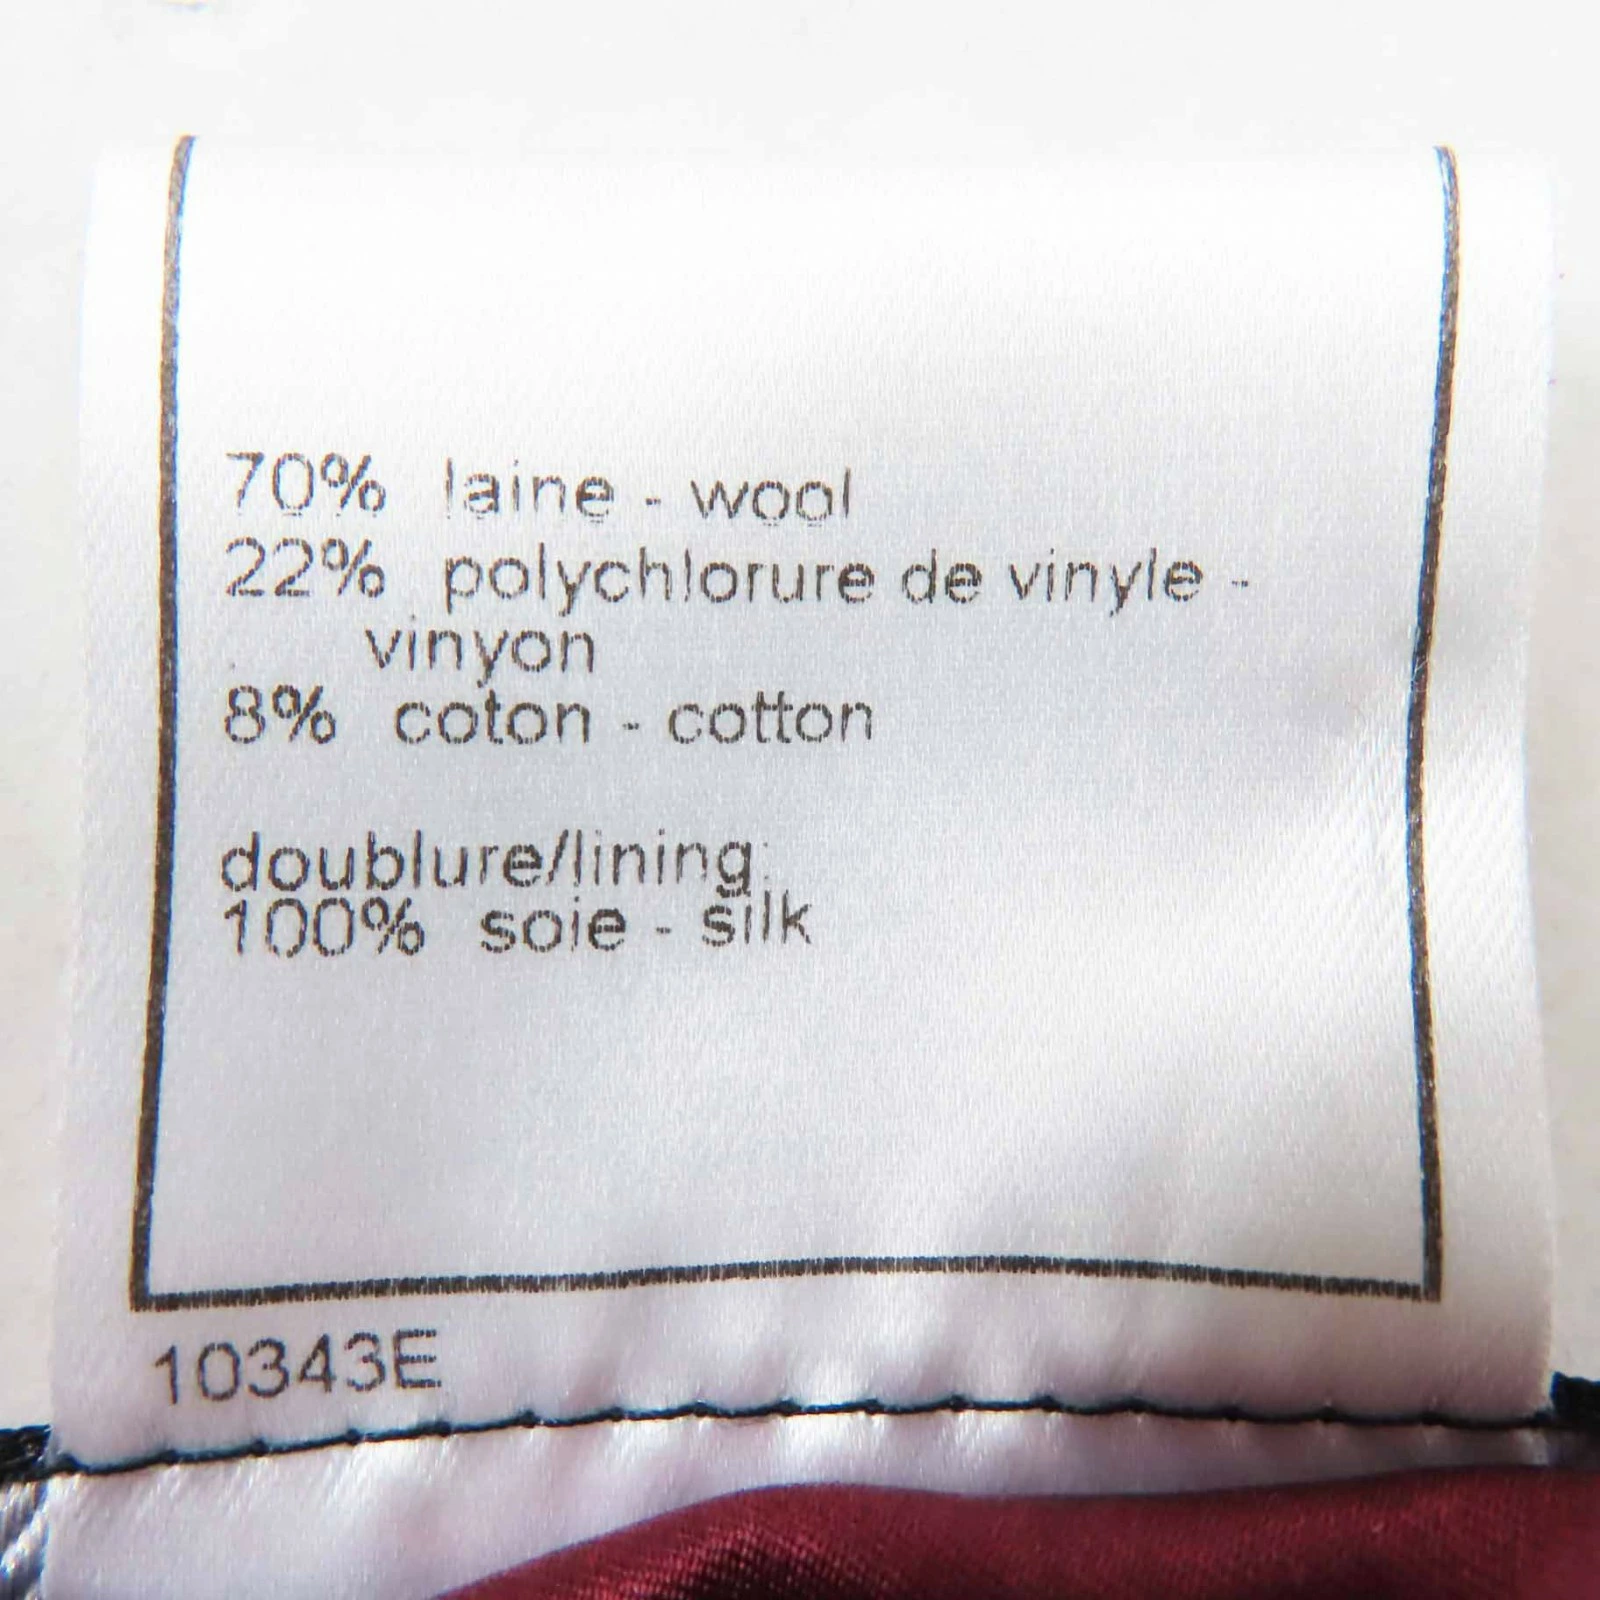 70% laine - wool
22% polychlorure de vinyle -
vinyon
8% coton - cotton
doublure/lining:
100% soie - silk
10343E